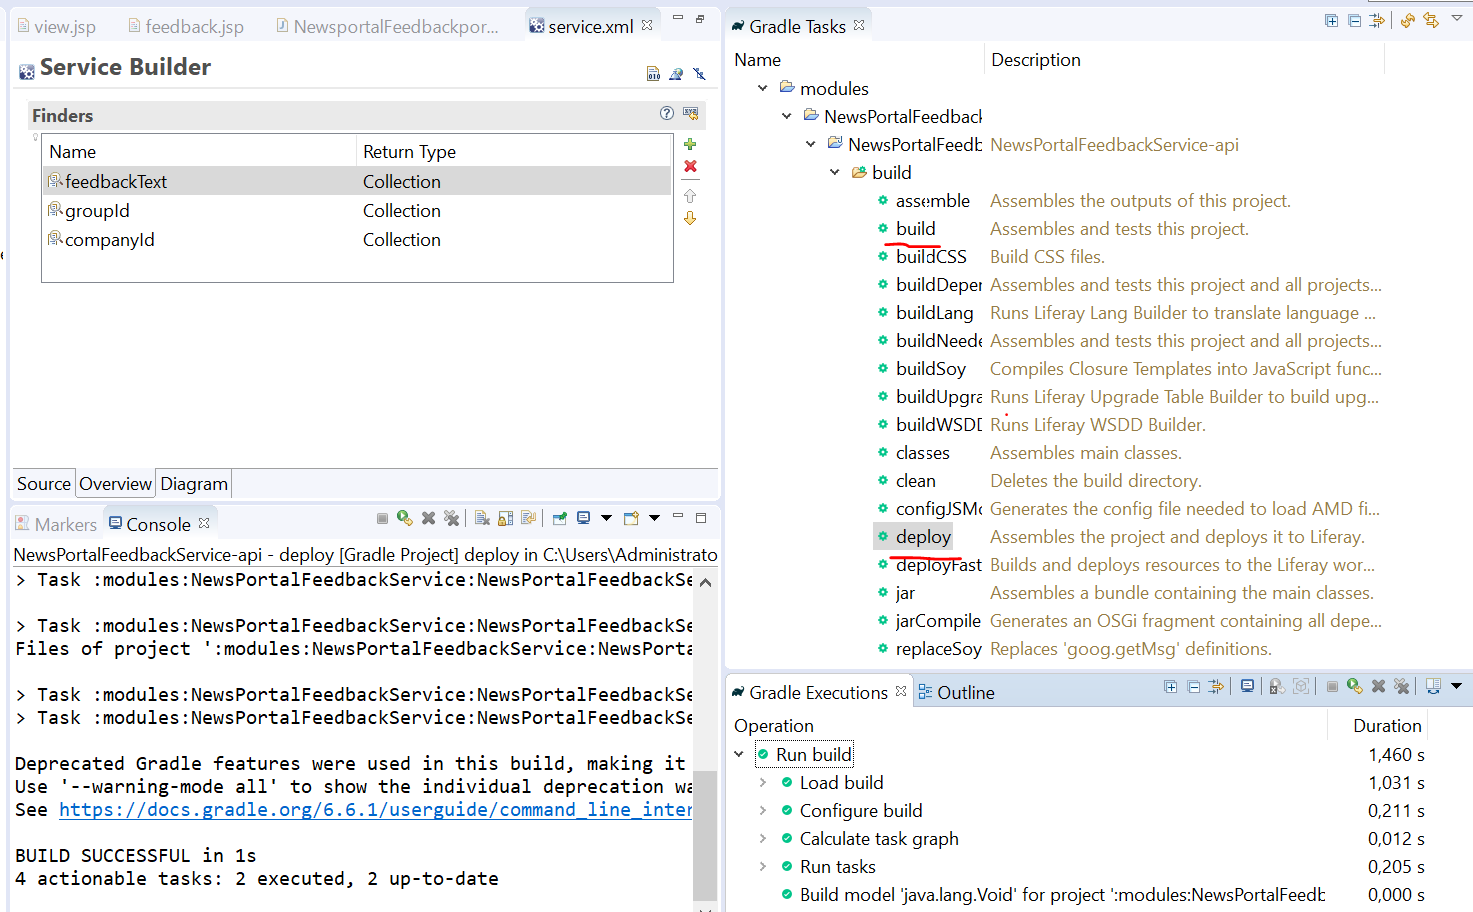 view.jsp
feedback.jsp
NewsportalFeedbackpor...
service.xml
Service Builder
Finders
Name Return Type
feedbackText Collection
groupId Collection
companyId Collection
Source Overview Diagram
Markers Console
NewsPortalFeedbackService-api - deploy [Gradle Project] deploy in C:\Users\Administrato
> Task :modules:NewsPortalFeedbackService:NewsPortalFeedbackSe
> Task :modules:NewsPortalFeedbackService:NewsPortalFeedbackSe
Files of project ':modules:NewsPortalFeedbackService:NewsPorta
> Task :modules:NewsPortalFeedbackService:NewsPortalFeedbackSe
> Task :modules:NewsPortalFeedbackService:NewsPortalFeedbackSe
Deprecated Gradle features were used in this build, making it
Use '--warning-mode all' to show the individual deprecation wa
See https://docs.gradle.org/6.6.1/userguide/command_line_inter
BUILD SUCCESSFUL in 1s
4 actionable tasks: 2 executed, 2 up-to-date
Gradle Tasks
Name Description
modules
NewsPortalFeedback
NewsPortalFeedb NewsPortalFeedbackService-api
build
assemble Assembles the outputs of this project.
build Assembles and tests this project.
buildCSS Build CSS files.
buildDeper Assembles and tests this project and all projects...
buildLang Runs Liferay Lang Builder to translate language ...
buildNeede Assembles and tests this project and all projects...
buildSoy Compiles Closure Templates into JavaScript func...
buildUpgra Runs Liferay Upgrade Table Builder to build upg...
buildWSDD Runs Liferay WSDD Builder.
classes Assembles main classes.
clean Deletes the build directory.
configJSMo Generates the config file needed to load AMD fi...
deploy Assembles the project and deploys it to Liferay.
deployFast Builds and deploys resources to the Liferay wor...
jar Assembles a bundle containing the main classes.
jarCompile Generates an OSGi fragment containing all depe...
replaceSoy Replaces 'goog.getMsg' definitions.
Gradle Executions Outline
Operation Duration
Run build 1,460 s
Load build 1,031 s
Configure build 0,211 s
Calculate task graph 0,012 s
Run tasks 0,205 s
Build model 'java.lang.Void' for project ':modules:NewsPortalFeedb 0,000 s